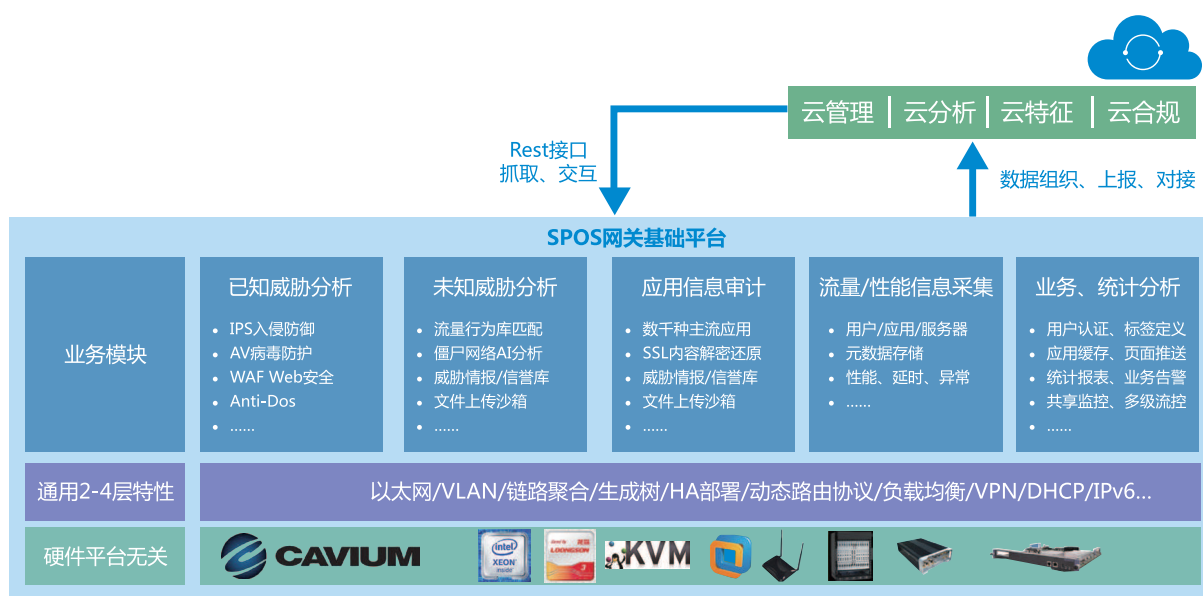 云管理 云分析 云特征 云合规
Rest接口
抓取、交互
数据组织、上报、对接
SPOS网关基础平台
业务模块
已知威胁分析
IPS入侵防御
AV病毒防护
WAF Web安全
Anti-Dos
......
未知威胁分析
流量行为库匹配
僵尸网络AI分析
威胁情报/信誉库
文件上传沙箱
......
应用信息审计
数千种主流应用
SSL内容解密还原
威胁情报/信誉库
文件上传沙箱
......
流量/性能信息采集
用户/应用/服务器
元数据存储
性能、延时、异常
......
业务、统计分析
用户认证、标签定义
应用缓存、页面推送
统计报表、业务告警
共享监控、多级流控
......
通用2-4层特性
以太网/VLAN/链路聚合/生成树/HA部署/动态路由协议/负载均衡/VPN/DHCP/IPv6...
硬件平台无关
CAVIUM
intel
XEON
inside
LOONGSON
3
KVM